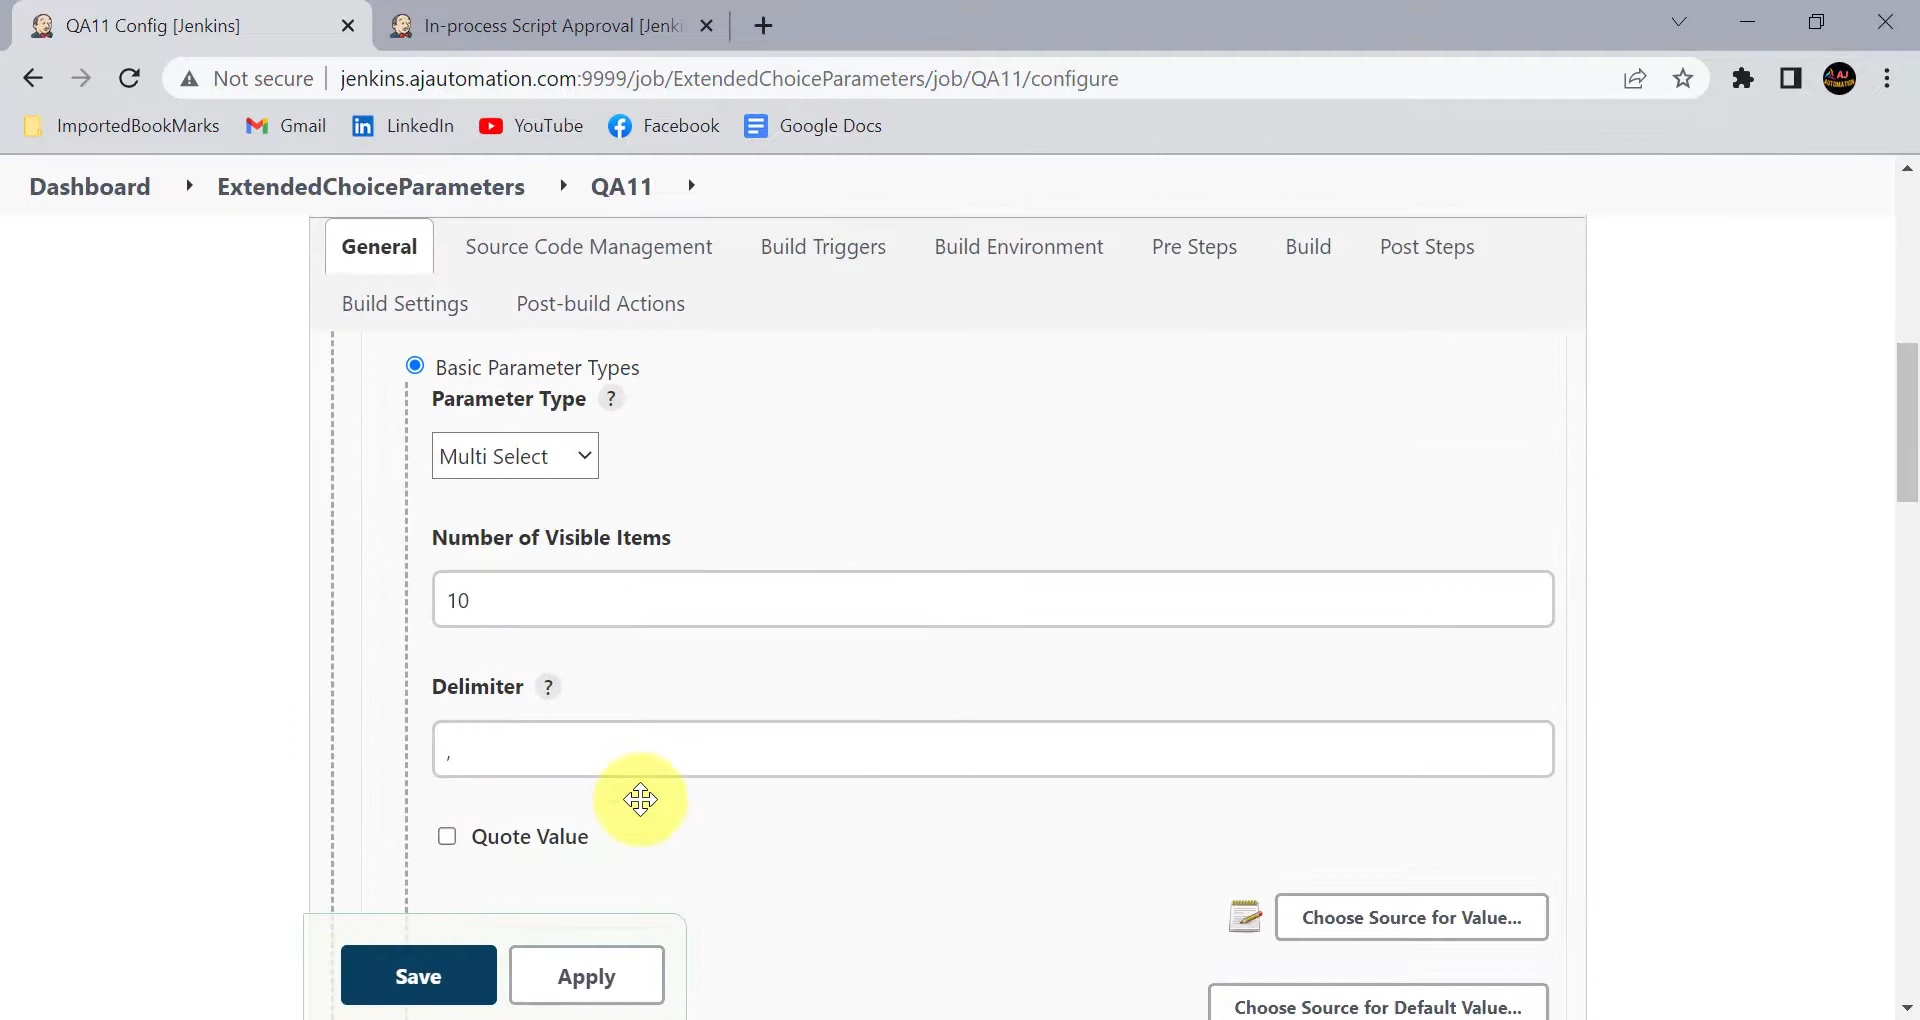 QA11 Config [Jenkins]
In-process Script Approval [Jenki
Not secure
jenkins.ajautomation.com:9999/job/ExtendedChoiceParameters/job/QA11/configure
AJ
AUTOMATION
ImportedBookMarks
Gmail
LinkedIn
YouTube
Facebook
Google Docs
Dashboard
ExtendedChoiceParameters
QA11
General
Source Code Management
Build Triggers
Build Environment
Pre Steps
Build
Post Steps
Build Settings
Post-build Actions
Basic Parameter Types
Parameter Type ?
Multi Select
Number of Visible Items
10
Delimiter ?
,
Quote Value
Choose Source for Value...
Save
Apply
Choose Source for Default Value...